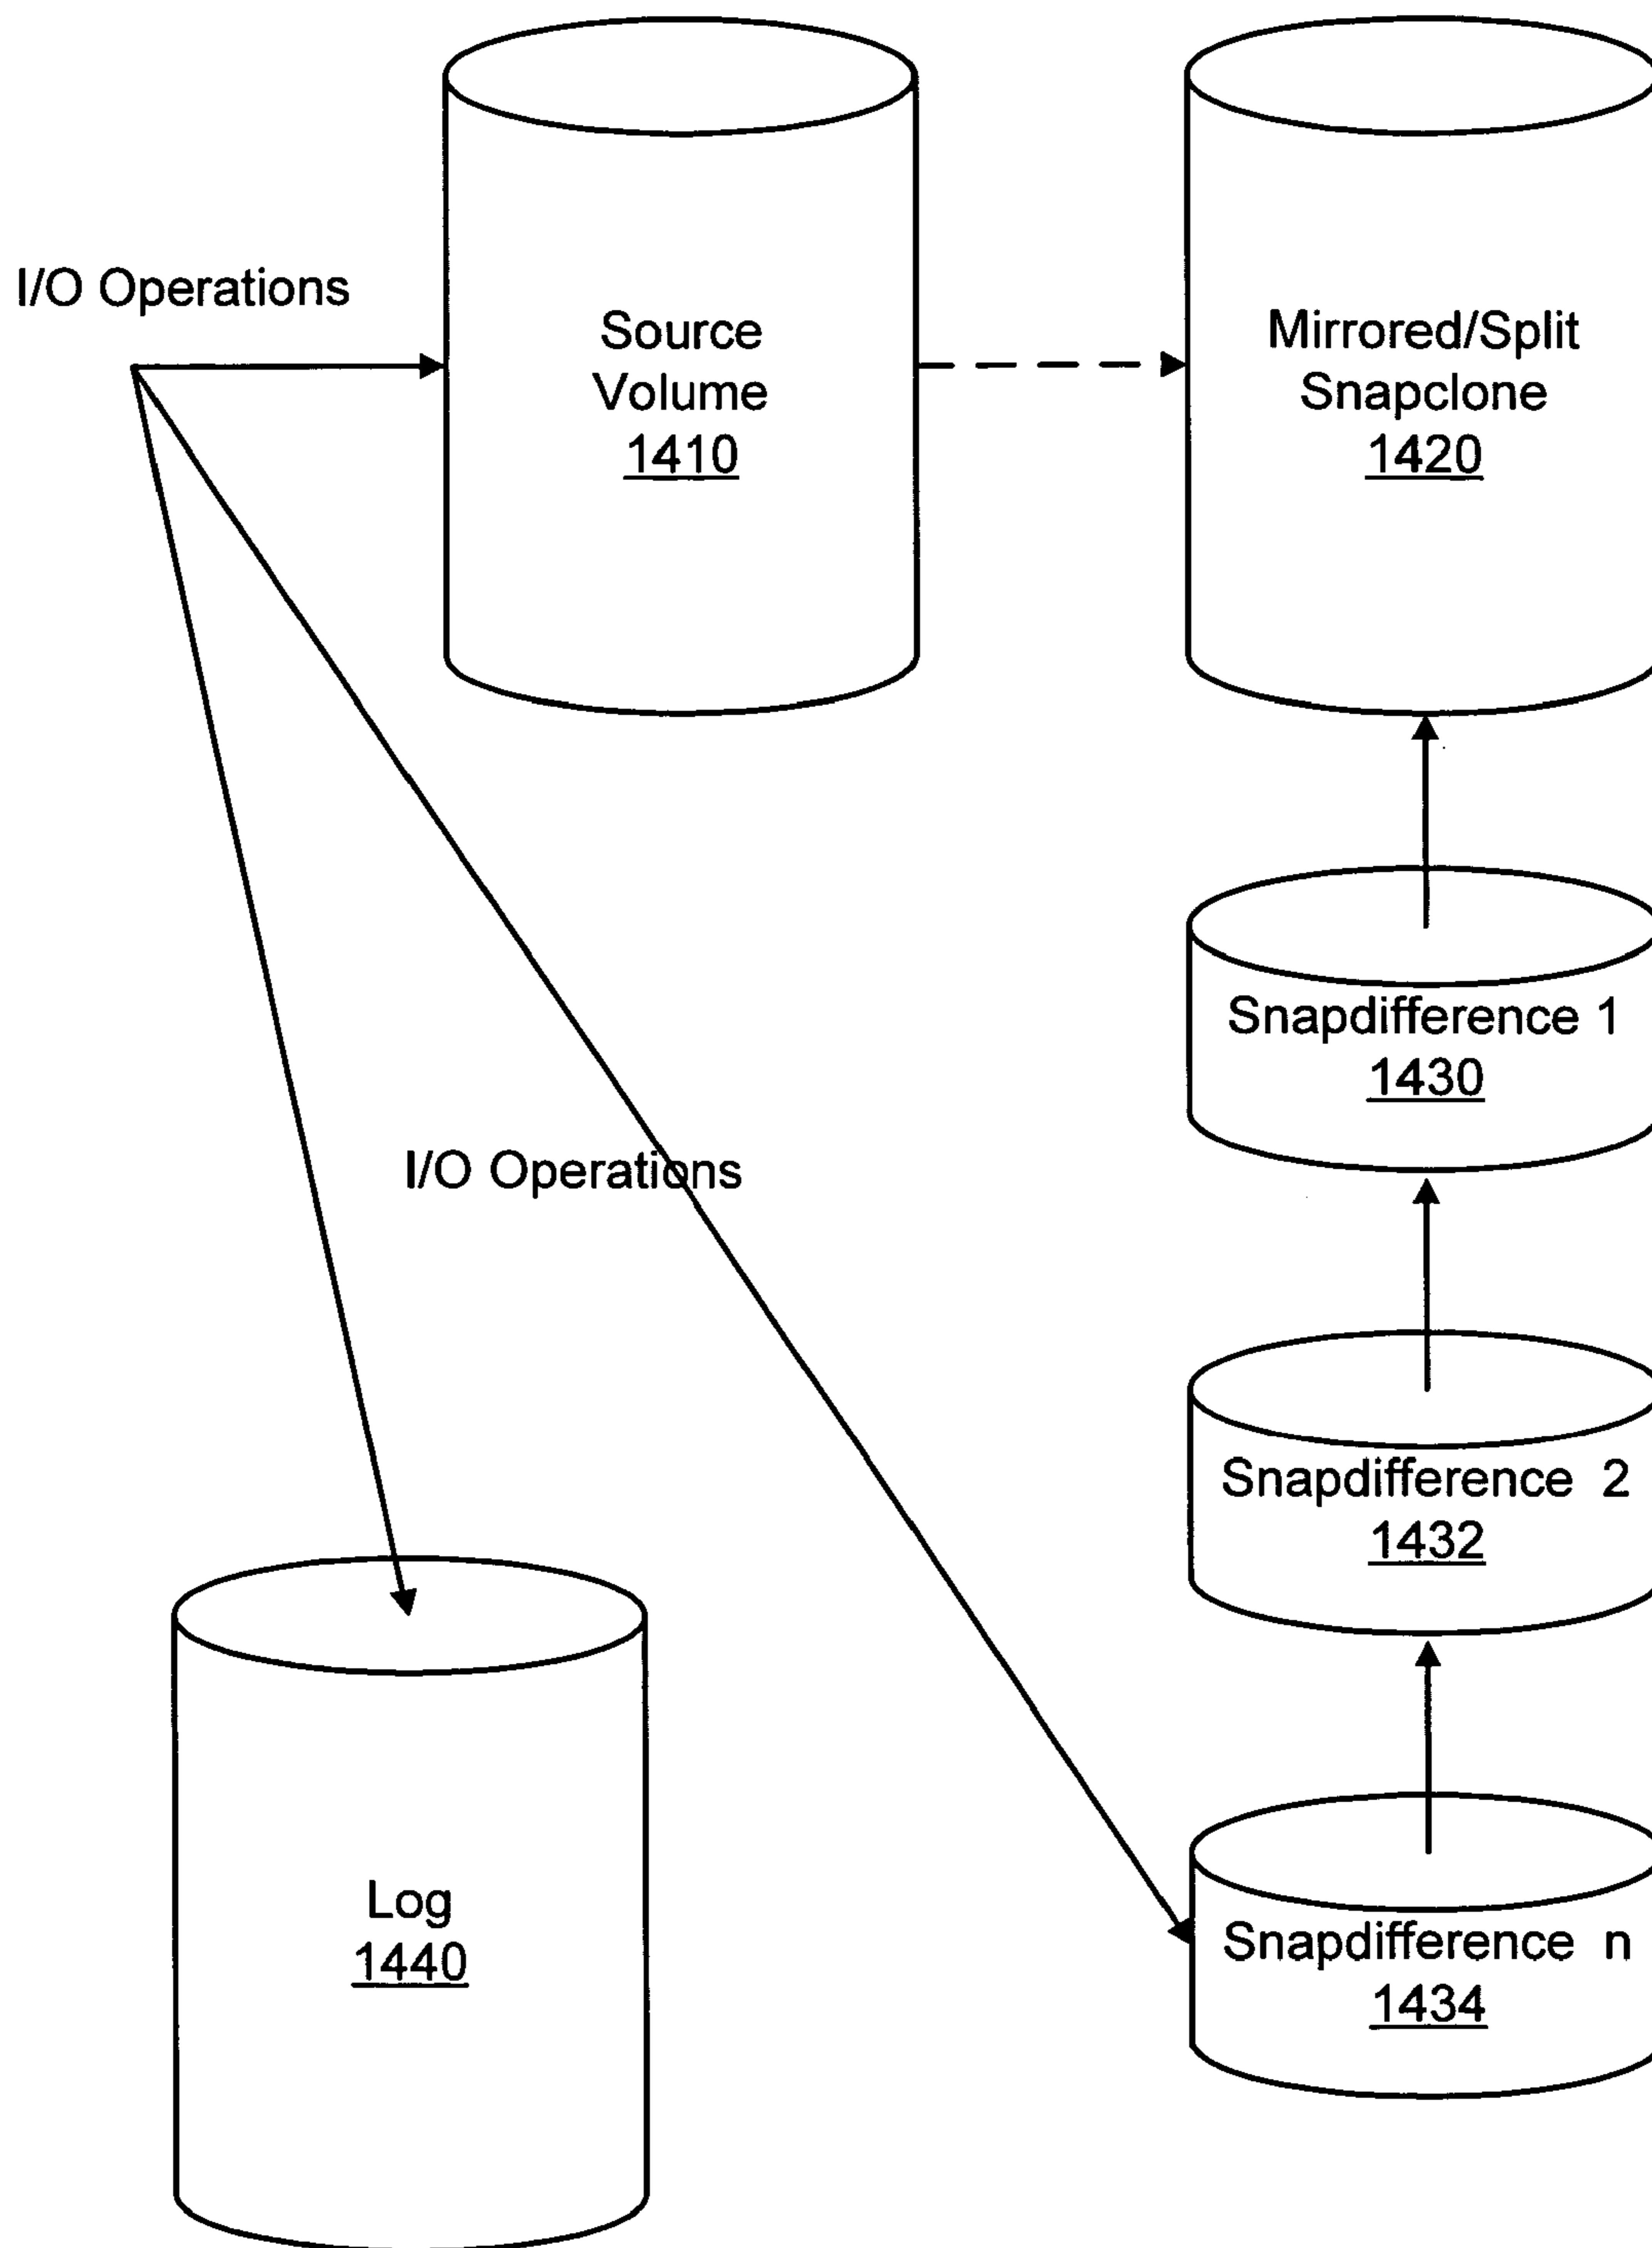 I/O Operations
Source
Volume
1410
Mirrored/Split
Snapclone
1420
Snapdifference 1
1430
I/O Operations
Snapdifference 2
1432
Log
1440
Snapdifference n
1434